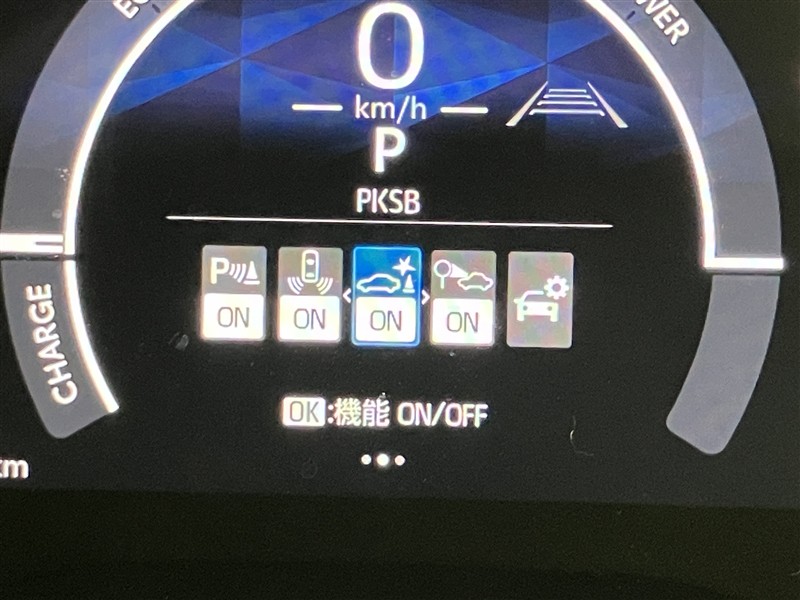 0
km/h
P
PKSB
P
ON ON ON ON
CHARGE
OK:機能 ON/OFF